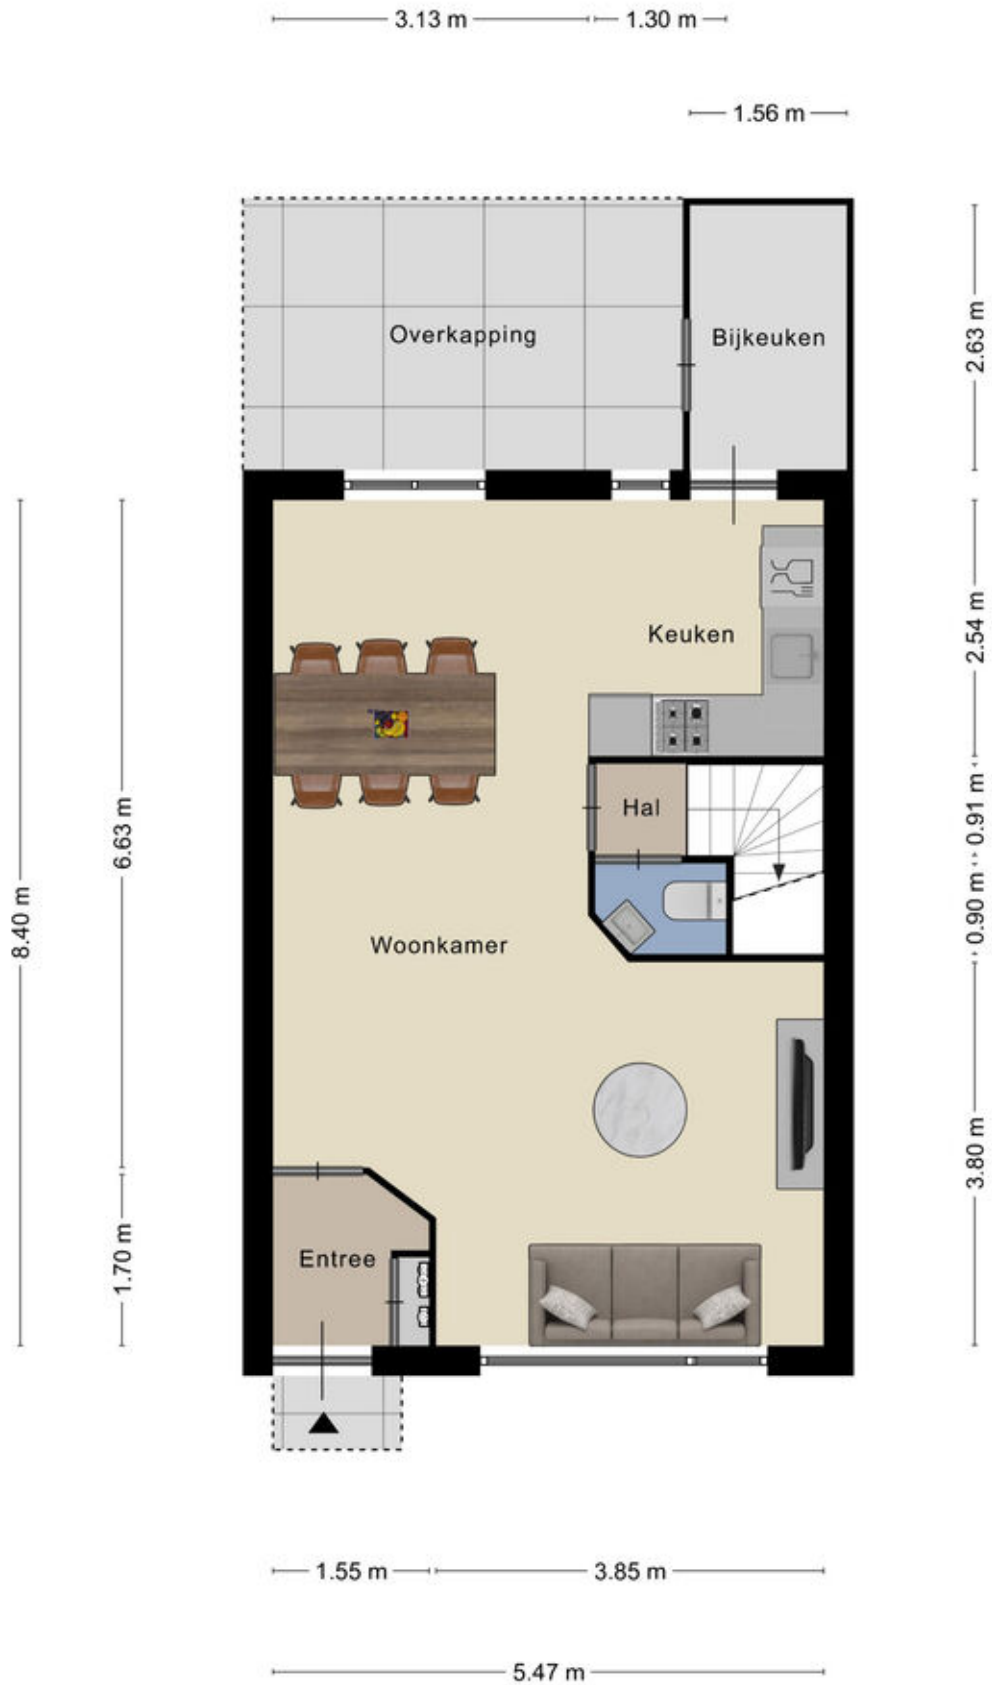 3.13 m
1.30 m
1.56 m
Overkapping
Bijkeuken
2.63 m
Keuken
2.54 m
Hal
0.91 m
6.63 m
8.40 m
0.90 m
Woonkamer
3.80 m
Entree
1.70 m
1.55 m
3.85 m
5.47 m